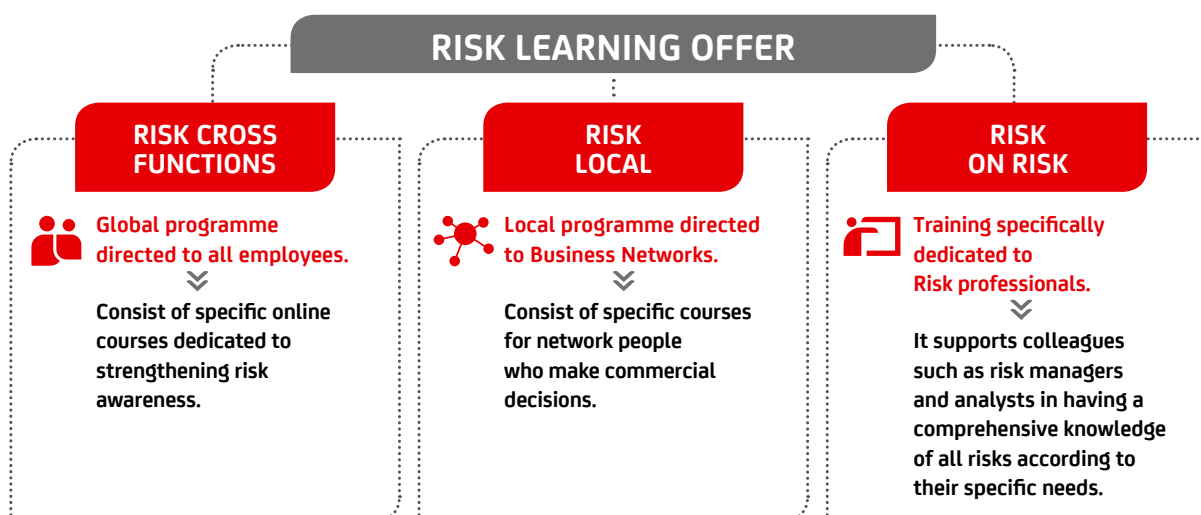 RISK LEARNING OFFER
RISK CROSS
FUNCTIONS
Global programme
directed to all employees.
Consist of specific online
courses dedicated to
strengthening risk
awareness.
RISK
LOCAL
Local programme directed
to Business Networks.
Consist of specific courses
for network people
who make commercial
decisions.
RISK
ON RISK
Training specifically
dedicated to
Risk professionals.
It supports colleagues
such as risk managers
and analysts in having a
comprehensive knowledge
of all risks according to
their specific needs.